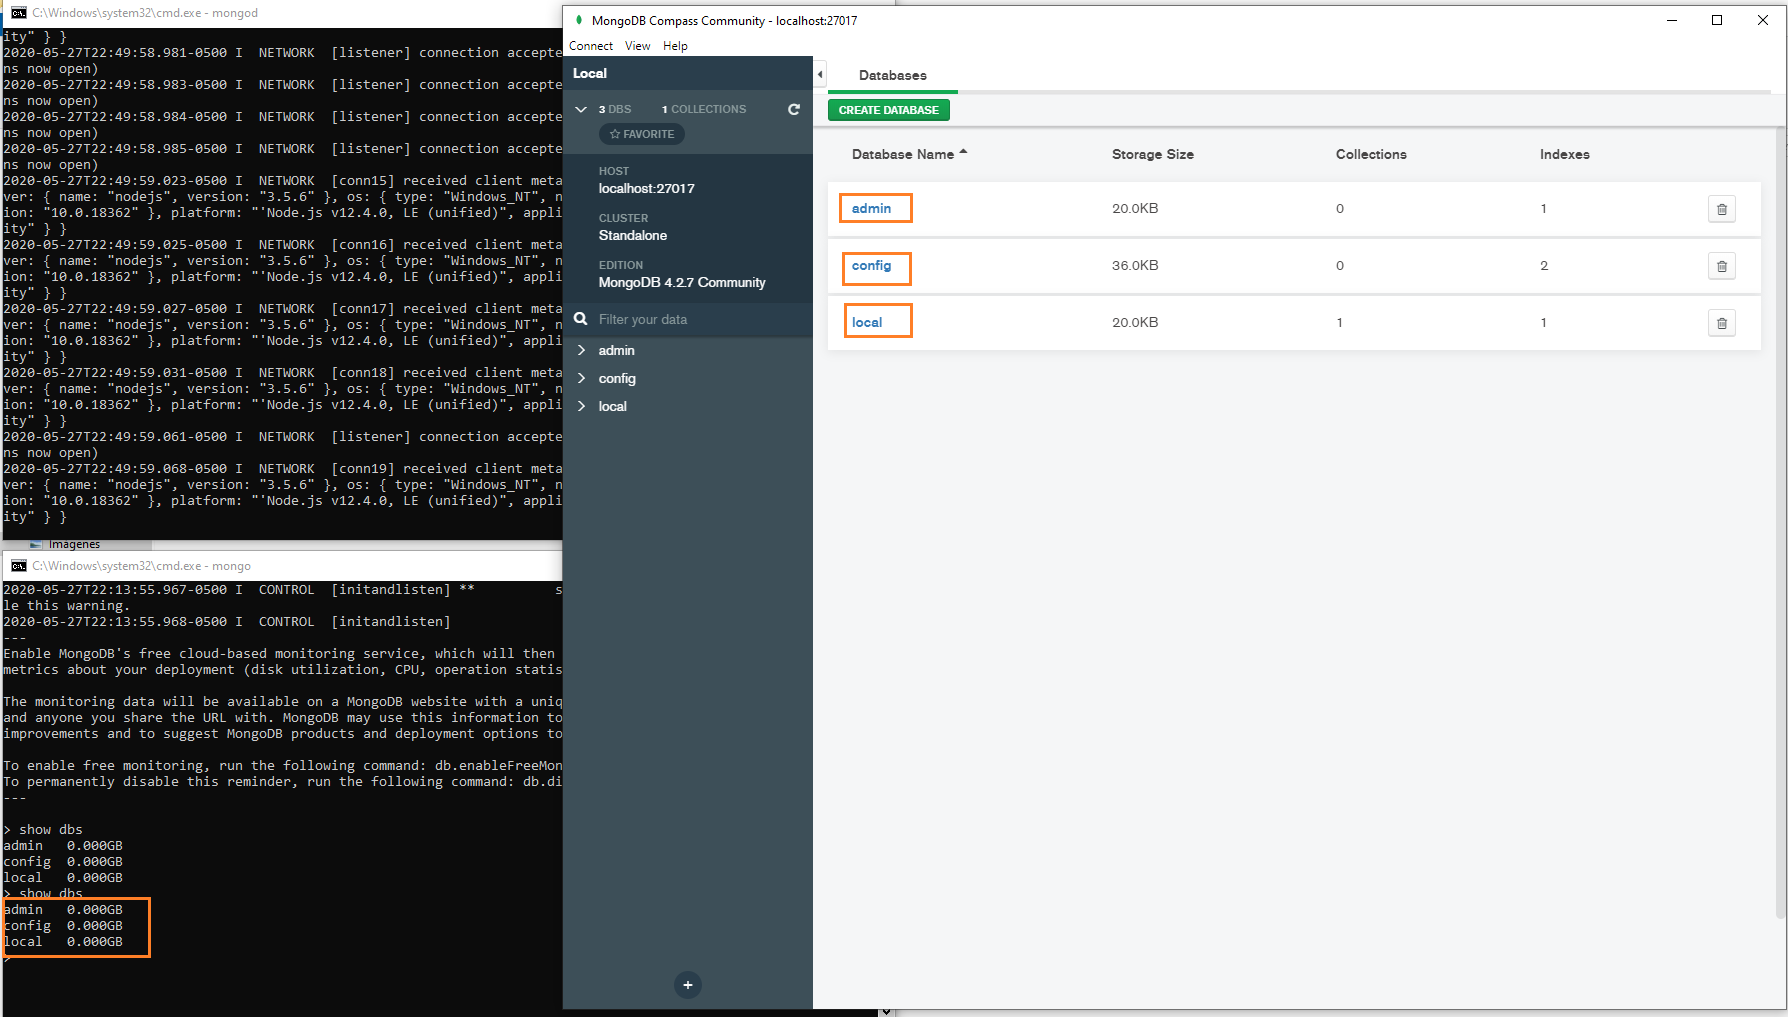 C:\Windows\system32\cmd.exe - mongod
ity" } }
2020-05-27T22:49:58.981-0500 I  NETWORK  [listener] connection accepte
ns now open)
2020-05-27T22:49:58.983-0500 I  NETWORK  [listener] connection accepte
ns now open)
2020-05-27T22:49:58.984-0500 I  NETWORK  [listener] connection accepte
ns now open)
2020-05-27T22:49:58.985-0500 I  NETWORK  [listener] connection accepte
ns now open)
2020-05-27T22:49:59.023-0500 I  NETWORK  [conn15] received client meta
ver: { name: "nodejs", version: "3.5.6" }, os: { type: "Windows_NT", n
ion: "10.0.18362" }, platform: "'Node.js v12.4.0, LE (unified)", appli
ity" } }
2020-05-27T22:49:59.025-0500 I  NETWORK  [conn16] received client meta
ver: { name: "nodejs", version: "3.5.6" }, os: { type: "Windows_NT", n
ion: "10.0.18362" }, platform: "'Node.js v12.4.0, LE (unified)", appli
ity" } }
2020-05-27T22:49:59.027-0500 I  NETWORK  [conn17] received client meta
ver: { name: "nodejs", version: "3.5.6" }, os: { type: "Windows_NT", n
ion: "10.0.18362" }, platform: "'Node.js v12.4.0, LE (unified)", appli
ity" } }
2020-05-27T22:49:59.031-0500 I  NETWORK  [conn18] received client meta
ver: { name: "nodejs", version: "3.5.6" }, os: { type: "Windows_NT", n
ion: "10.0.18362" }, platform: "'Node.js v12.4.0, LE (unified)", appli
ity" } }
2020-05-27T22:49:59.061-0500 I  NETWORK  [listener] connection accepte
ns now open)
2020-05-27T22:49:59.068-0500 I  NETWORK  [conn19] received client meta
ver: { name: "nodejs", version: "3.5.6" }, os: { type: "Windows_NT", n
ion: "10.0.18362" }, platform: "'Node.js v12.4.0, LE (unified)", appli
ity" } }
Imágenes
C:\Windows\system32\cmd.exe - mongo
2020-05-27T22:13:55.967-0500 I  CONTROL  [initandlisten] **          s
le this warning.
2020-05-27T22:13:55.968-0500 I  CONTROL  [initandlisten]
---
Enable MongoDB's free cloud-based monitoring service, which will then
metrics about your deployment (disk utilization, CPU, operation statis
The monitoring data will be available on a MongoDB website with a uniq
and anyone you share the URL with. MongoDB may use this information to
improvements and to suggest MongoDB products and deployment options to
To enable free monitoring, run the following command: db.enableFreeMon
To permanently disable this reminder, run the following command: db.di
---
> show dbs
admin   0.000GB
config  0.000GB
local   0.000GB
> show dbs
admin   0.000GB
config  0.000GB
local   0.000GB
>
MongoDB Compass Community - localhost:27017
Connect View Help
Local
3 DBS 1 COLLECTIONS
☆ FAVORITE
HOST
localhost:27017
CLUSTER
Standalone
EDITION
MongoDB 4.2.7 Community
Filter your data
> admin
> config
> local
+
Databases
CREATE DATABASE
Database Name Storage Size Collections Indexes
admin 20.0KB 0 1
config 36.0KB 0 2
local 20.0KB 1 1